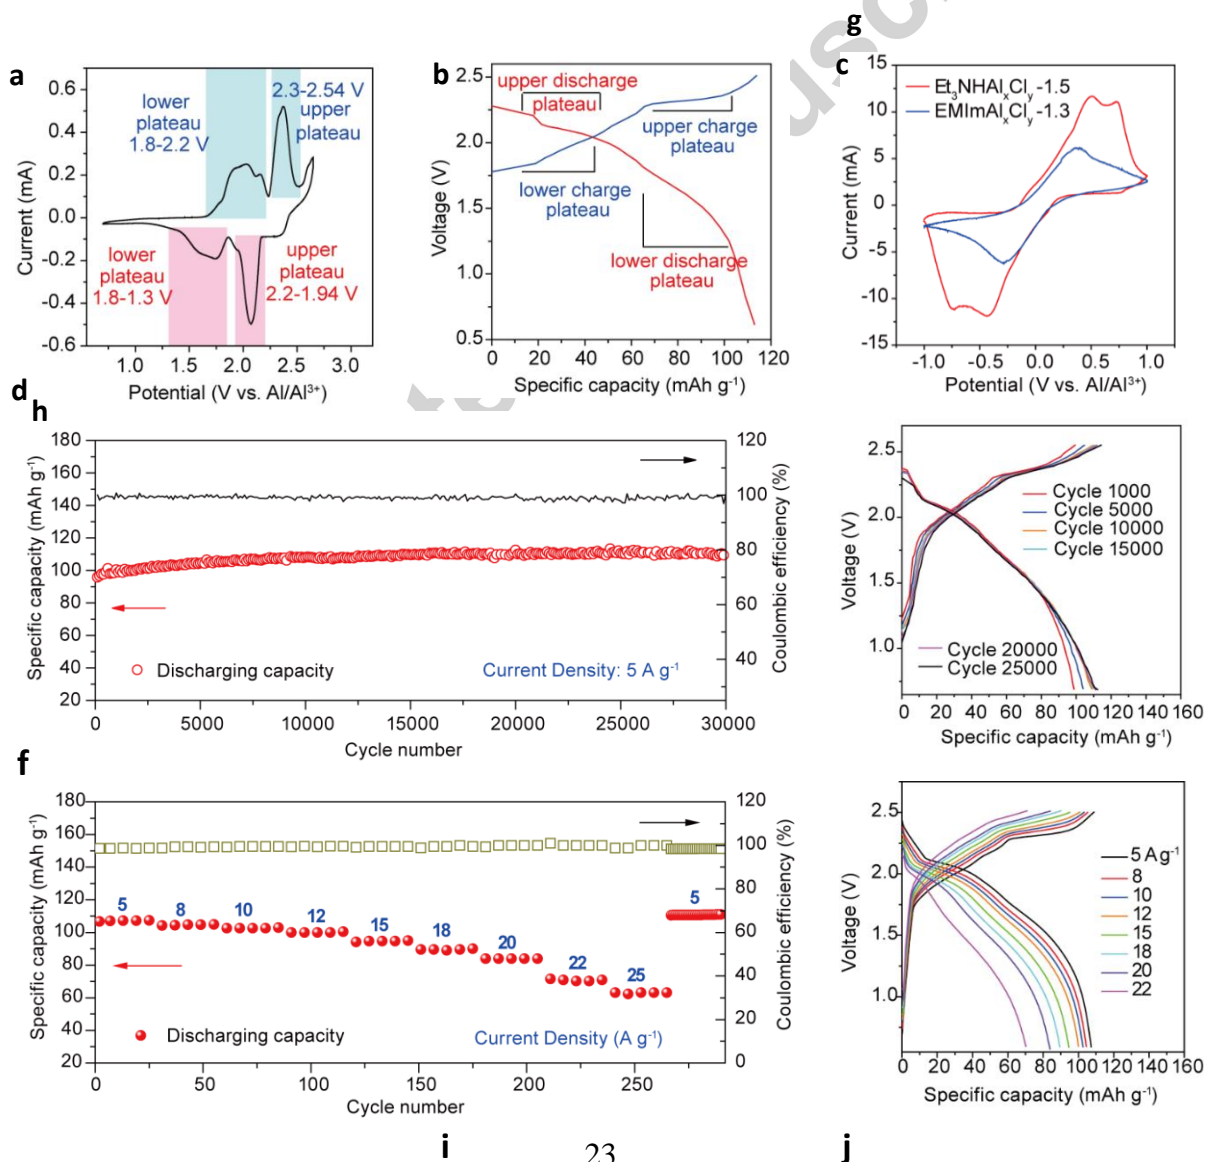 g
a
b
c
0.6
0.4
0.2
0.0
-0.2
-0.4
-0.6
Current (mA)
lower
plateau
1.8-2.2 V
2.3-2.54 V
upper
plateau
lower
plateau
1.8-1.3 V
upper
plateau
2.2-1.94 V
1.0 1.5 2.0 2.5 3.0
Potential (V vs. Al/Al³⁺)
2.5
2.0
1.5
1.0
0.5
Voltage (V)
upper discharge
plateau
upper charge
plateau
lower charge
plateau
lower discharge
plateau
0 20 40 60 80 100 120
Specific capacity (mAh g⁻¹)
15
10
5
0
-5
-10
-15
Current (mA)
Et₃NHAlₓClᵧ-1.5
EMImAlₓClᵧ-1.3
-1.0 -0.5 0.0 0.5 1.0
Potential (V vs. Al/Al³⁺)
d
h
180
160
140
120
100
80
60
40
20
Specific capacity (mAh g⁻¹)
120
100
80
60
40
Coulombic efficiency (%)
Discharging capacity
Current Density: 5 A g⁻¹
0 5000 10000 15000 20000 25000 30000
Cycle number
2.5
2.0
1.5
1.0
Voltage (V)
Cycle 1000
Cycle 5000
Cycle 10000
Cycle 15000
Cycle 20000
Cycle 25000
0 20 40 60 80 100 120 140 160
Specific capacity (mAh g⁻¹)
f
180
160
140
120
100
80
60
40
20
Specific capacity (mAh g⁻¹)
120
100
80
60
40
20
0
Coulombic efficiency (%)
5 8 10 12 15 18 20 22 25 5
Discharging capacity
Current Density (A g⁻¹)
0 50 100 150 200 250
Cycle number
2.5
2.0
1.5
1.0
Voltage (V)
5 A g⁻¹
8
10
12
15
18
20
22
0 20 40 60 80 100 120 140 160
Specific capacity (mAh g⁻¹)
i
23
j